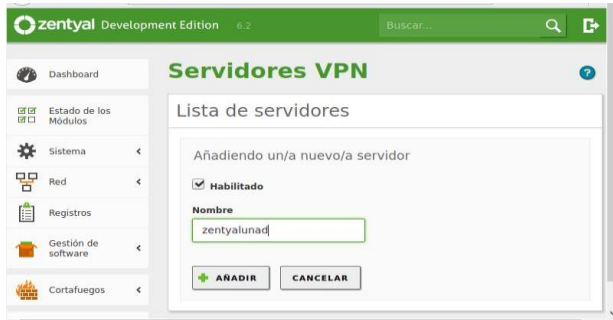 zentyal Development Edition 6.2 Buscar...
Dashboard
Estado de los
Módulos
Sistema
Red
Registros
Gestión de
software
Cortafuegos
Servidores VPN
Lista de servidores
Añadiendo un/a nuevo/a servidor
Habilitado
Nombre
zentyalunad
AÑADIR CANCELAR